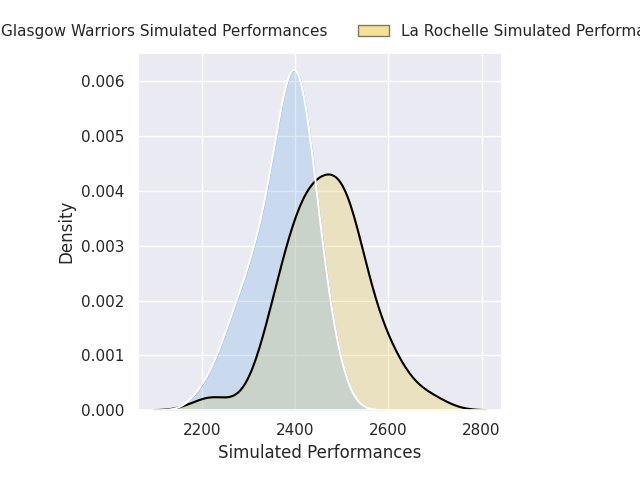 Glasgow Warriors Simulated Performances
La Rochelle Simulated
0.006
0.005
0.004
0.003
0.002
0.001
0.000
Density
2200 2400 2600 2800
Simulated Performances